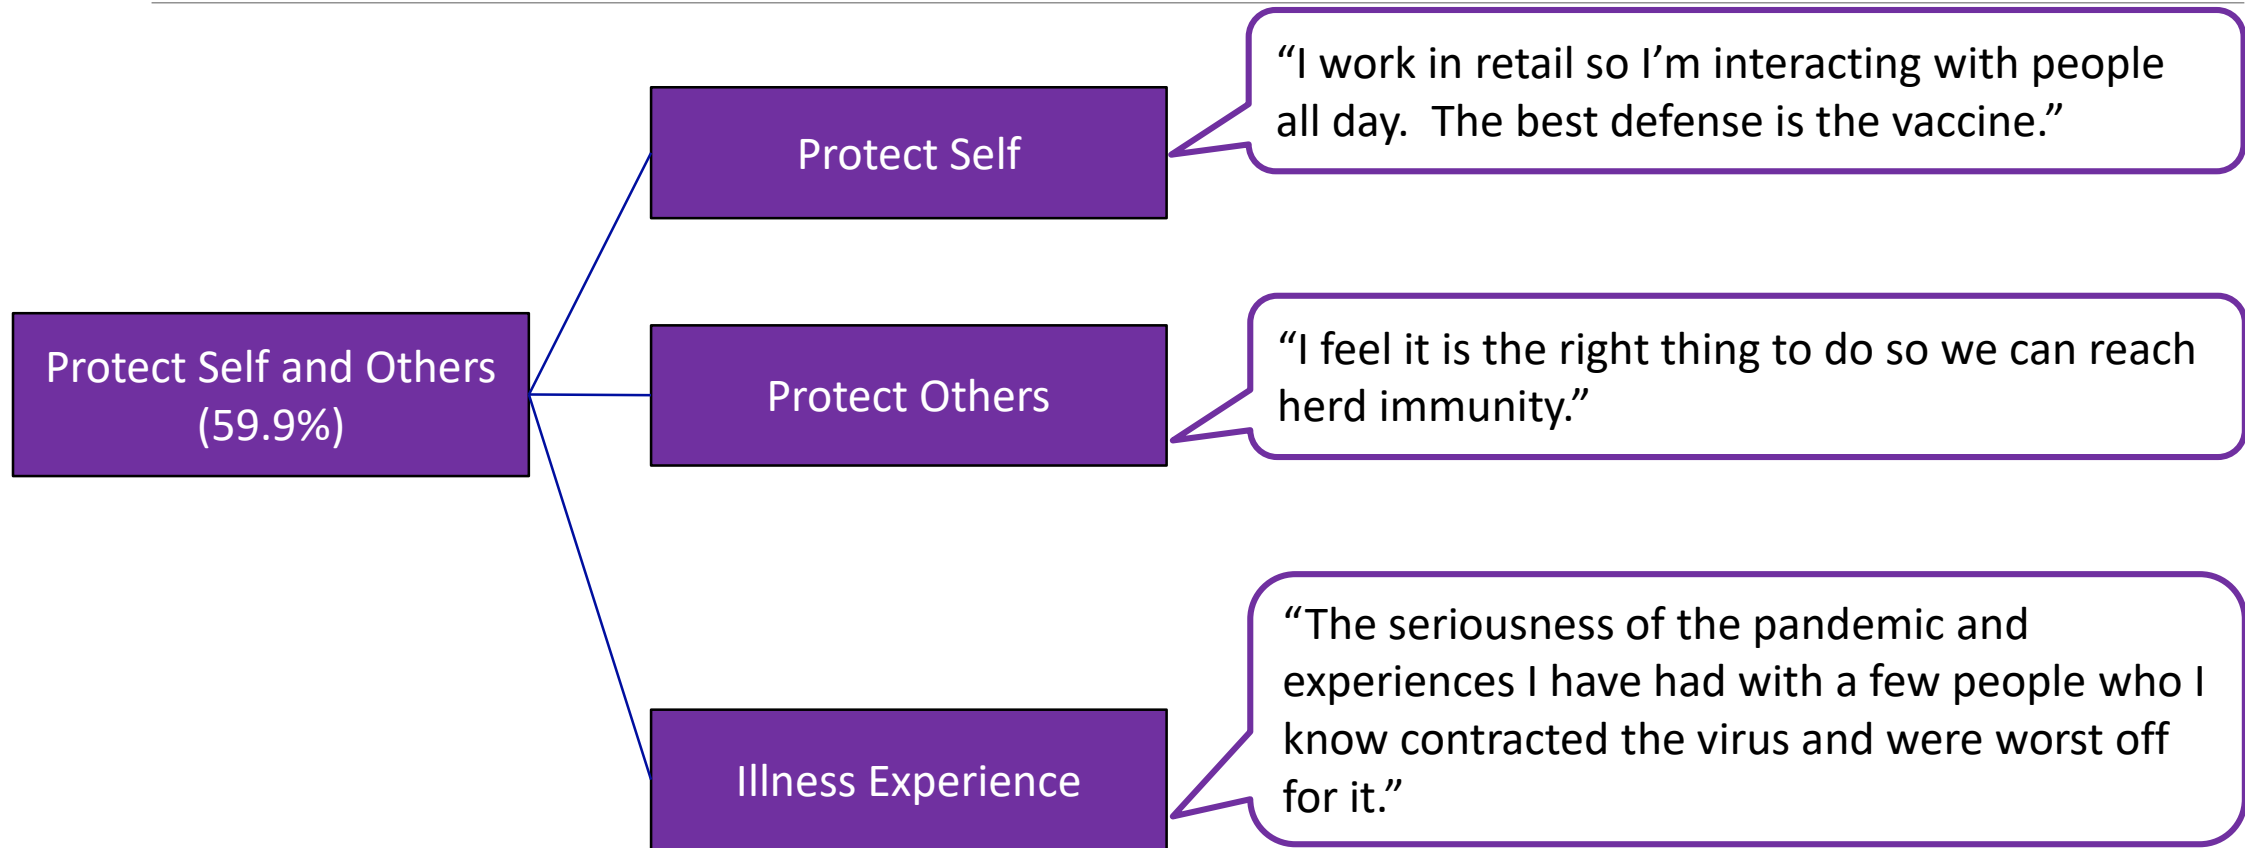 “I work in retail so I’m interacting with people
all day.  The best defense is the vaccine.”
Protect Self
Protect Self and Others
(59.9%)
Protect Others
“I feel it is the right thing to do so we can reach
herd immunity.”
Illness Experience
“The seriousness of the pandemic and
experiences I have had with a few people who I
know contracted the virus and were worst off
for it.”